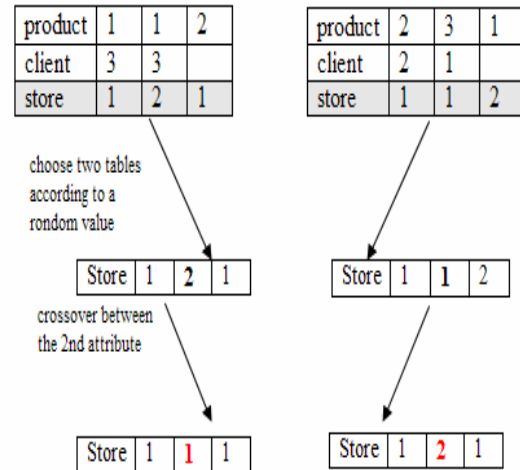 product 1 1 2
client 3 3
store 1 2 1
product 2 3 1
client 2 1
store 1 1 2
choose two tables
according to a
rondom value
Store 1 2 1
Store 1 1 2
crossover between
the 2nd attribute
Store 1 1 1
Store 1 2 1